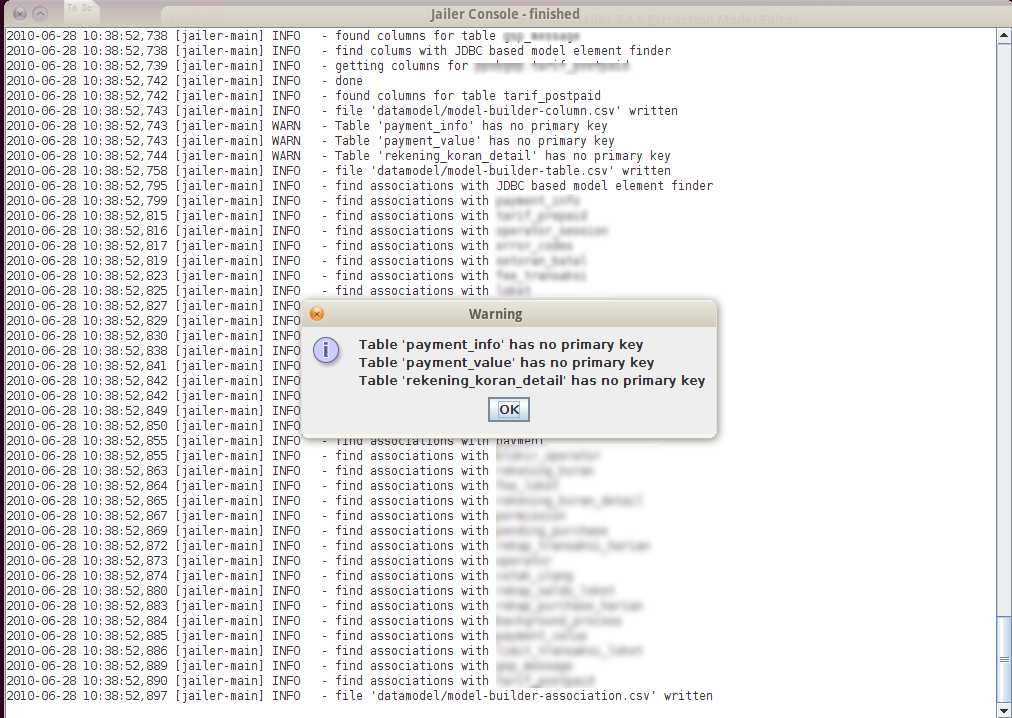 To Do
Jailer Console - finished
2010-06-28 10:38:52,738 [jailer-main] INFO - found columns for table
2010-06-28 10:38:52,738 [jailer-main] INFO - find colums with JDBC based model element finder
2010-06-28 10:38:52,739 [jailer-main] INFO - getting columns for
2010-06-28 10:38:52,742 [jailer-main] INFO - done
2010-06-28 10:38:52,742 [jailer-main] INFO - found columns for table tarif_postpaid
2010-06-28 10:38:52,743 [jailer-main] INFO - file 'datamodel/model-builder-column.csv' written
2010-06-28 10:38:52,743 [jailer-main] WARN - Table 'payment_info' has no primary key
2010-06-28 10:38:52,743 [jailer-main] WARN - Table 'payment_value' has no primary key
2010-06-28 10:38:52,744 [jailer-main] WARN - Table 'rekening_koran_detail' has no primary key
2010-06-28 10:38:52,758 [jailer-main] INFO - file 'datamodel/model-builder-table.csv' written
2010-06-28 10:38:52,795 [jailer-main] INFO - find associations with JDBC based model element finder
2010-06-28 10:38:52,799 [jailer-main] INFO - find associations with
2010-06-28 10:38:52,815 [jailer-main] INFO - find associations with
2010-06-28 10:38:52,816 [jailer-main] INFO - find associations with
2010-06-28 10:38:52,817 [jailer-main] INFO - find associations with
2010-06-28 10:38:52,819 [jailer-main] INFO - find associations with
2010-06-28 10:38:52,823 [jailer-main] INFO - find associations with
2010-06-28 10:38:52,825 [jailer-main] INFO - find associations with
2010-06-28 10:38:52,827 [jailer-main] INFO
2010-06-28 10:38:52,829 [jailer-main] INFO
2010-06-28 10:38:52,830 [jailer-main] INFO
2010-06-28 10:38:52,838 [jailer-main] INFO
2010-06-28 10:38:52,841 [jailer-main] INFO
2010-06-28 10:38:52,842 [jailer-main] INFO
2010-06-28 10:38:52,842 [jailer-main] INFO
2010-06-28 10:38:52,849 [jailer-main] INFO
2010-06-28 10:38:52,850 [jailer-main] INFO
Warning
Table 'payment_info' has no primary key
Table 'payment_value' has no primary key
Table 'rekening_koran_detail' has no primary key
OK
2010-06-28 10:38:52,855 [jailer-main] INFO - find associations with payment
2010-06-28 10:38:52,855 [jailer-main] INFO - find associations with
2010-06-28 10:38:52,863 [jailer-main] INFO - find associations with
2010-06-28 10:38:52,864 [jailer-main] INFO - find associations with
2010-06-28 10:38:52,865 [jailer-main] INFO - find associations with
2010-06-28 10:38:52,867 [jailer-main] INFO - find associations with
2010-06-28 10:38:52,869 [jailer-main] INFO - find associations with
2010-06-28 10:38:52,872 [jailer-main] INFO - find associations with
2010-06-28 10:38:52,873 [jailer-main] INFO - find associations with
2010-06-28 10:38:52,874 [jailer-main] INFO - find associations with
2010-06-28 10:38:52,880 [jailer-main] INFO - find associations with
2010-06-28 10:38:52,883 [jailer-main] INFO - find associations with
2010-06-28 10:38:52,884 [jailer-main] INFO - find associations with
2010-06-28 10:38:52,885 [jailer-main] INFO - find associations with
2010-06-28 10:38:52,886 [jailer-main] INFO - find associations with
2010-06-28 10:38:52,889 [jailer-main] INFO - find associations with
2010-06-28 10:38:52,890 [jailer-main] INFO - find associations with
2010-06-28 10:38:52,897 [jailer-main] INFO - file 'datamodel/model-builder-association.csv' written